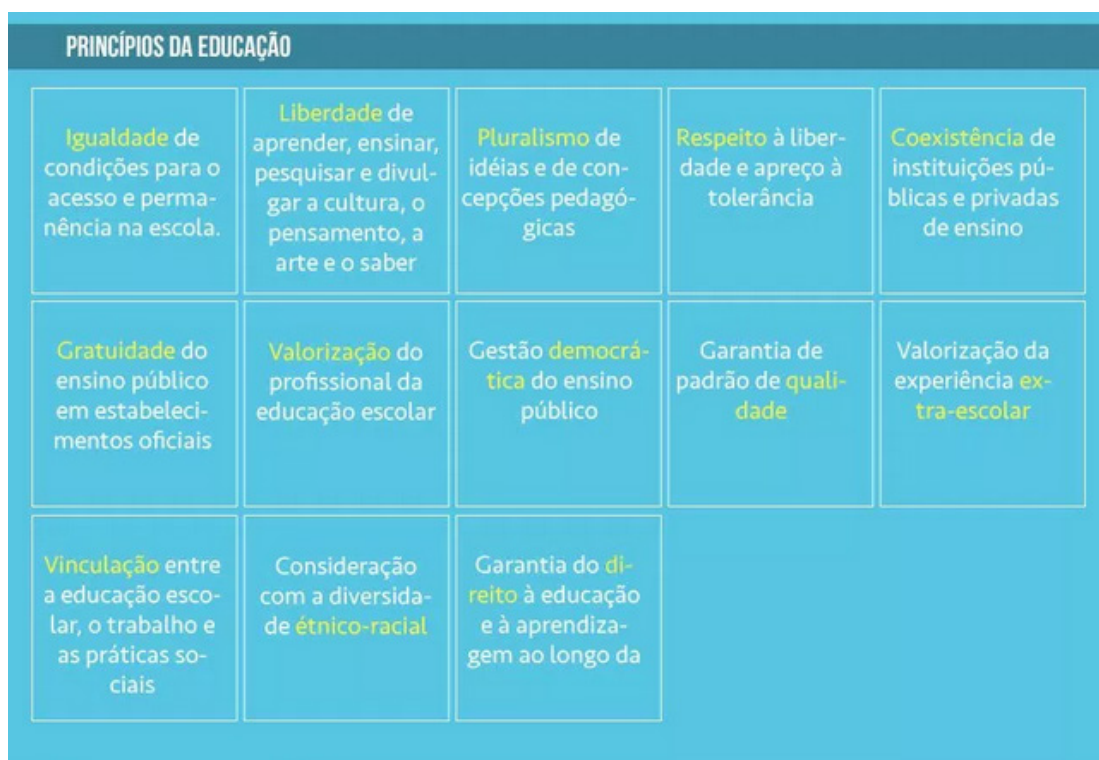 PRINCÍPIOS DA EDUCAÇÃO
Igualdade de
condições para o
acesso e perma-
nência na escola.
Liberdade de
aprender, ensinar,
pesquisar e divul-
gar a cultura, o
pensamento, a
arte e o saber
Pluralismo de
idéias e de con-
cepções pedagó-
gicas
Respeito à liber-
dade e apreço à
tolerância
Coexistência de
instituições pú-
blicas e privadas
de ensino
Gratuidade do
ensino público
em estabeleci-
mentos oficiais
Valorização do
profissional da
educação escolar
Gestão democrá-
tica do ensino
público
Garantia de
padrão de quali-
dade
Valorização da
experiência ex-
tra-escolar
Vinculação entre
a educação esco-
lar, o trabalho e
as práticas so-
ciais
Consideração
com a diversida-
de étnico-racial
Garantia do di-
reito à educação
e à aprendiza-
gem ao longo da